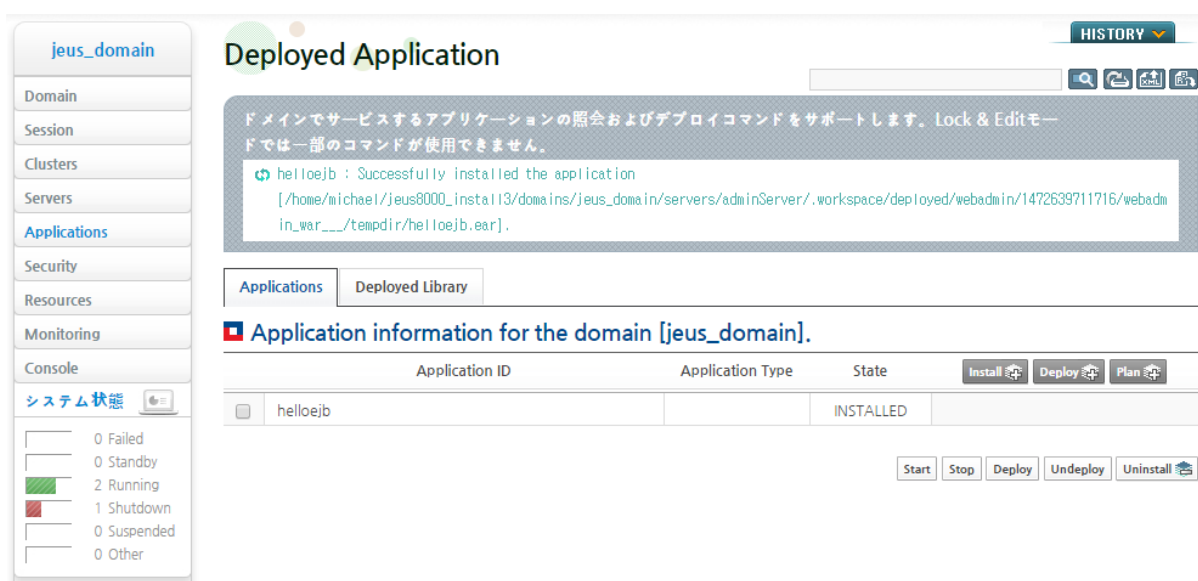 jeus_domain
Domain
Session
Clusters
Servers
Applications
Security
Resources
Monitoring
Console
システム状態
0 Failed
0 Standby
2 Running
1 Shutdown
0 Suspended
0 Other
Deployed Application
HISTORY
XML
ドメインでサービスするアプリケーションの照会およびデプロイコマンドをサポートします。Lock & Editモー
ドでは一部のコマンドが使用できません。
helloejb : Successfully installed the application
[/home/michael/jeus8000_install3/domains/jeus_domain/servers/adminServer/.workspace/deployed/webadmin/1472639711716/webadm
in_war___/tempdir/helloejb.ear].
Applications Deployed Library
Application information for the domain [jeus_domain].
Application ID Application Type State Install Deploy Plan
helloejb INSTALLED
Start Stop Deploy Undeploy Uninstall